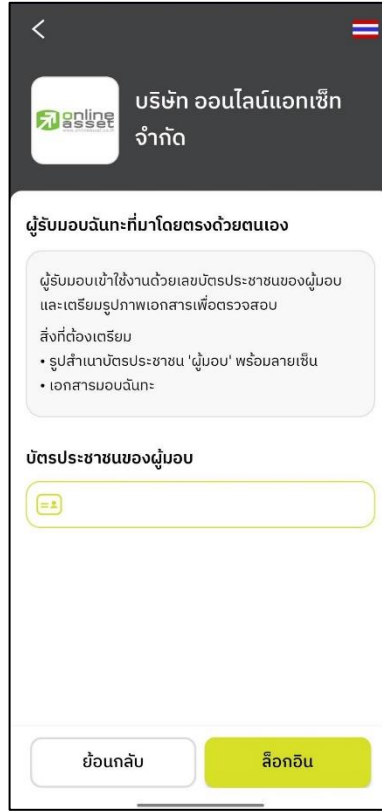 online
asset
บริษัท ออนไลน์แอทเซ็ท
จำกัด
ผู้รับมอบฉันทะที่มาโดยตรงด้วยตนเอง
ผู้รับมอบเข้าใช้งานด้วยเลขบัตรประชาชนของผู้มอบ
และเตรียมรูปภาพเอกสารเพื่อตรวจสอบ
สิ่งที่ต้องเตรียม
• รูปสำเนาบัตรประชาชน 'ผู้มอบ' พร้อมลายเซ็น
• เอกสารมอบฉันทะ
บัตรประชาชนของผู้มอบ
ย้อนกลับ
ล็อกอิน